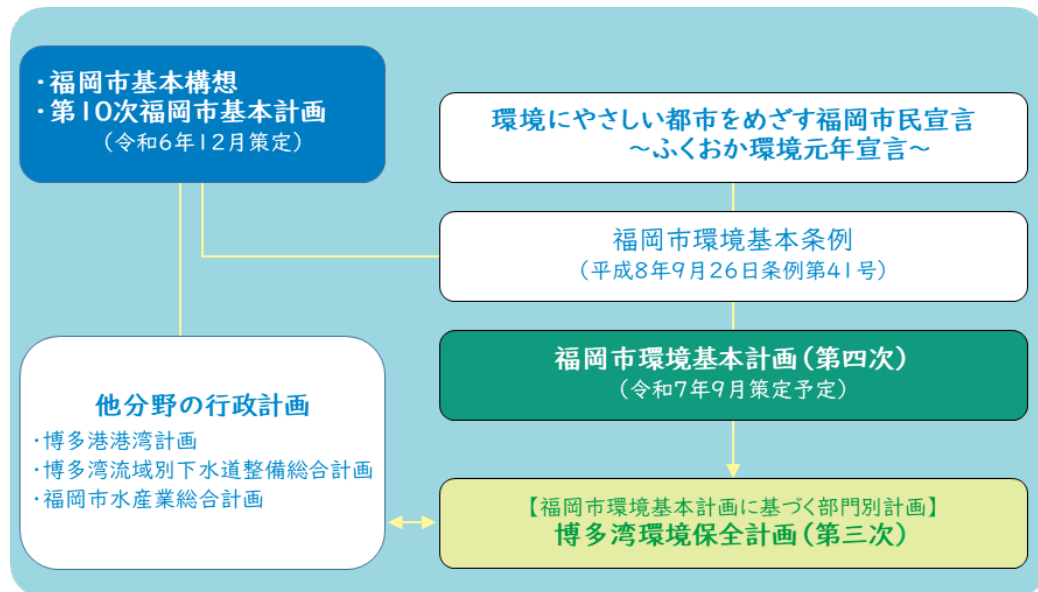 ・福岡市基本構想
・第10次福岡市基本計画
（令和6年12月策定）
環境にやさしい都市をめざす福岡市民宣言
～ふくおか環境元年宣言～
福岡市環境基本条例
（平成8年9月26日条例第41号）
福岡市環境基本計画（第四次）
（令和7年9月策定予定）
他分野の行政計画
・博多港港湾計画
・博多湾流域別下水道整備総合計画
・福岡市水産業総合計画
【福岡市環境基本計画に基づく部門別計画】
博多湾環境保全計画（第三次）